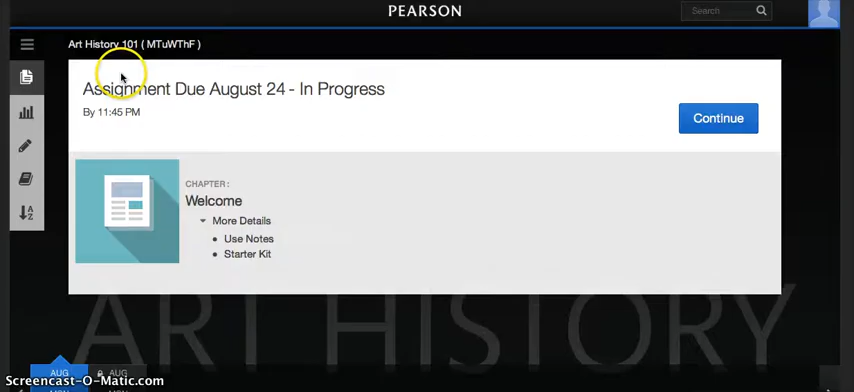 PEARSON
Search
Art History 101 ( MTuWThF )
Assignment Due August 24 - In Progress
By 11:45 PM
Continue
CHAPTER:
Welcome
More Details
Use Notes
Starter Kit
ART HISTORY
AUG
AUG
Screencast-O-Matic.com